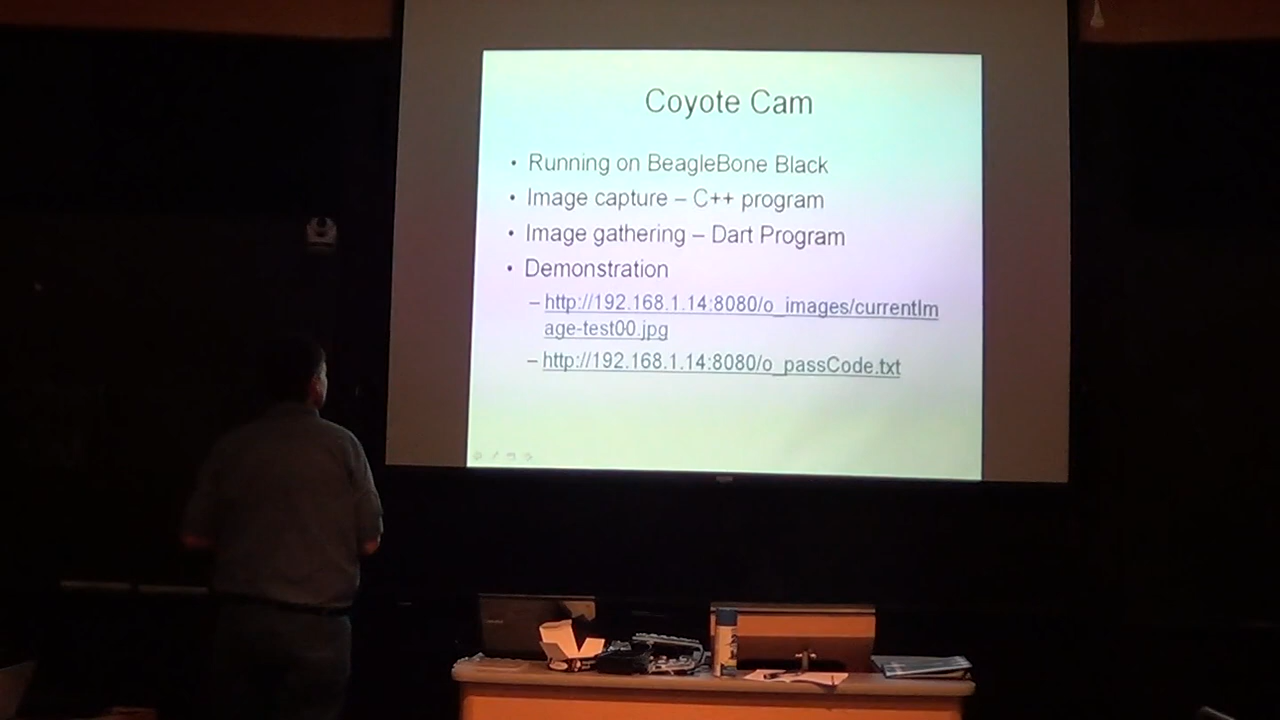 Coyote Cam
• Running on BeagleBone Black
• Image capture – C++ program
• Image gathering – Dart Program
• Demonstration
– http://192.168.1.14:8080/o_images/currentIm
age-test00.jpg
– http://192.168.1.14:8080/o_passCode.txt